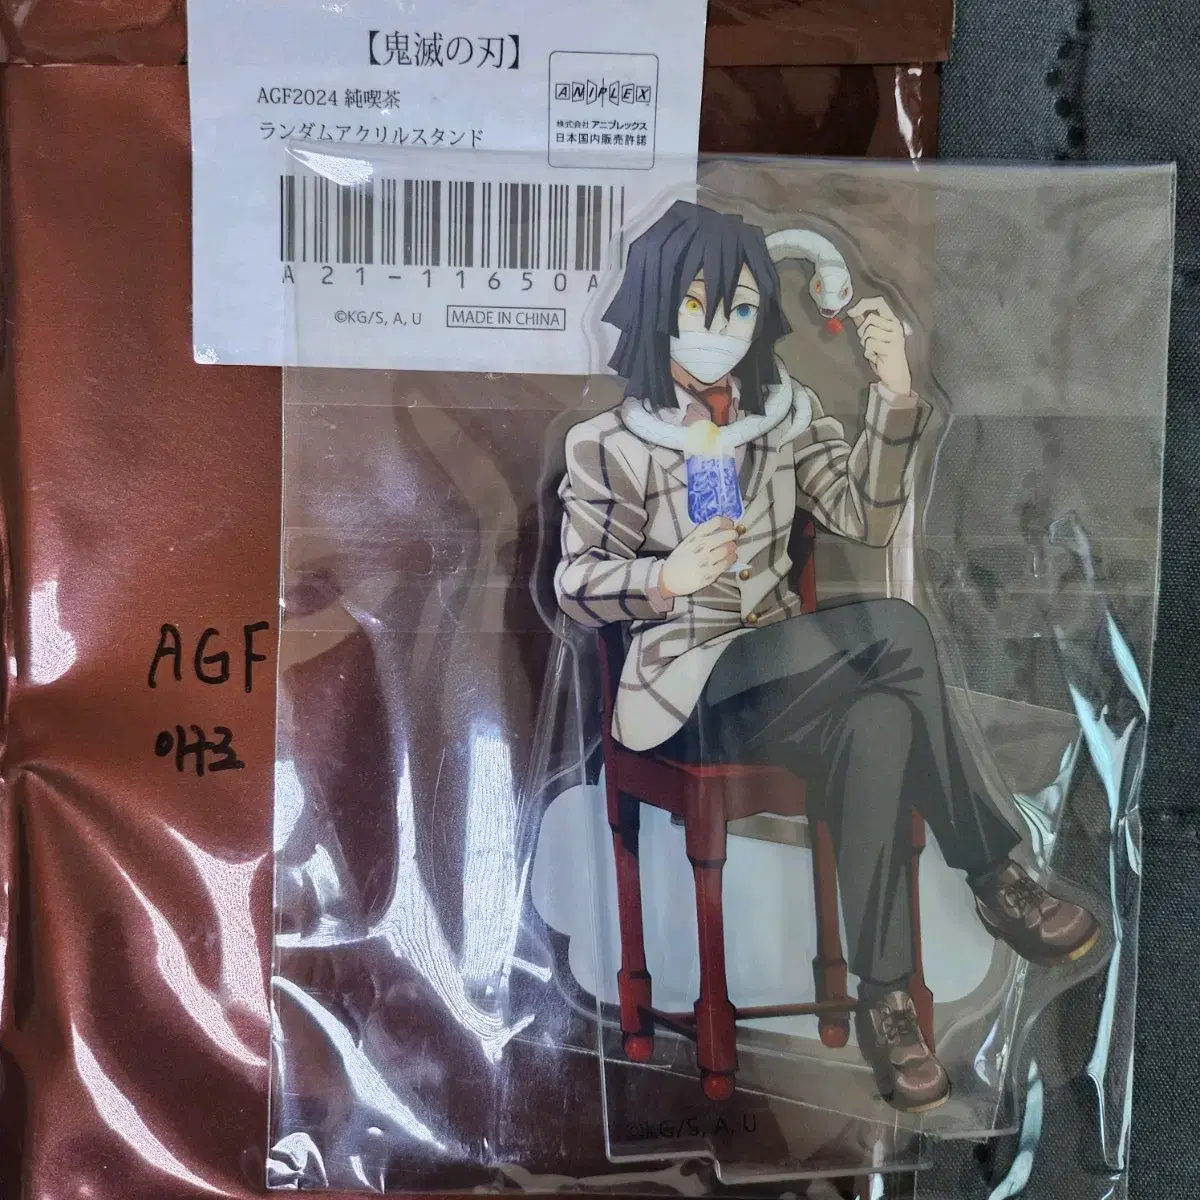 【鬼滅の刃】
AGF2024 純喫茶
ランダムアクリルスタンド
ANIPLEX
株式会社アニプレックス
日本国内販売許諾
A21-11650A
©KG/S, A, U
MADE IN CHINA
AGF
아크
©KG/S, A, U